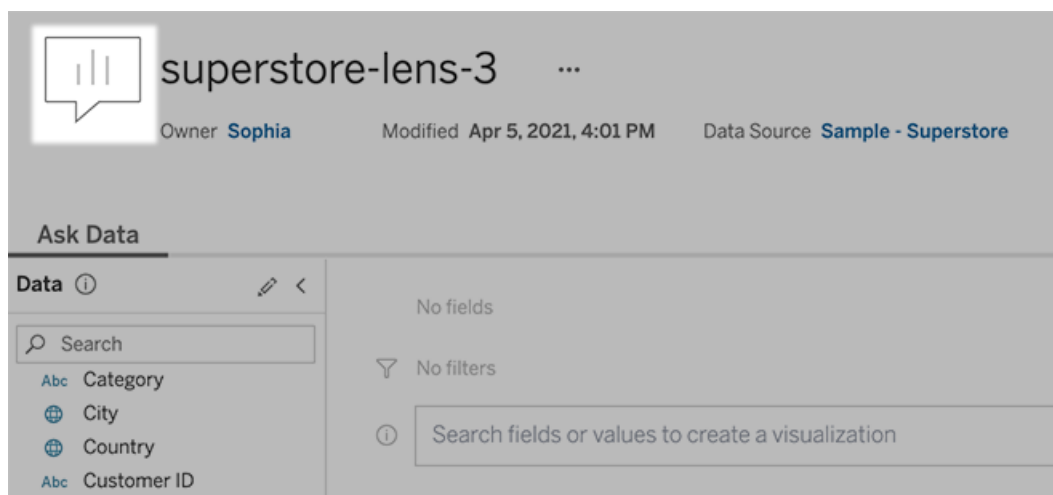 superstore-lens-3 ...
Owner Sophia Modified Apr 5, 2021, 4:01 PM Data Source Sample - Superstore
Ask Data
Data
Search
Abc Category
City
Country
Abc Customer ID
No fields
No filters
Search fields or values to create a visualization